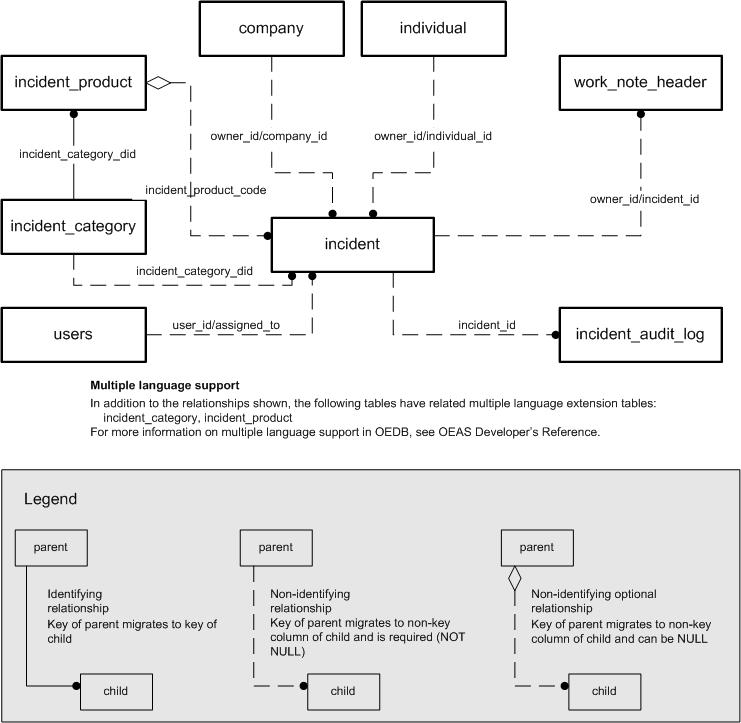 company
individual
incident_product
work_note_header
owner_id/company_id
owner_id/individual_id
incident_category_did
incident_product_code
owner_id/incident_id
incident_category
incident
incident_category_did
users
user_id/assigned_to
incident_id
incident_audit_log
Multiple language support
In addition to the relationships shown, the following tables have related multiple language extension tables:
incident_category, incident_product
For more information on multiple language support in OEDB, see OEAS Developer's Reference.
Legend
parent
Identifying
relationship
Key of parent migrates to key of
child
child
parent
Non-identifying
relationship
Key of parent migrates to non-key
column of child and is required (NOT
NULL)
child
parent
Non-identifying optional
relationship
Key of parent migrates to non-key
column of child and can be NULL
child